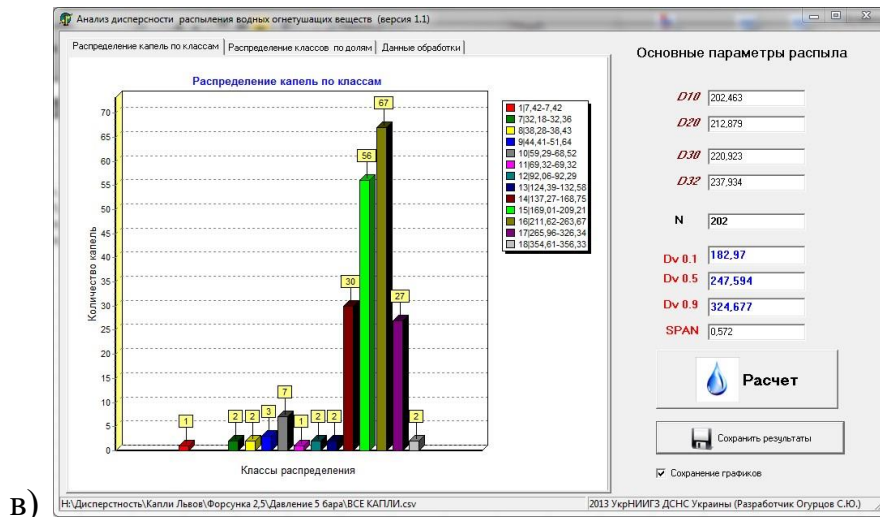 Анализ дисперсности распыления водных огнетушащих веществ (версия 1.1)
Распределение капель по классам
Распределение классов по долям
Данные обработки
Распределение капель по классам
Количество капель
70
65
60
55
50
45
40
35
30
25
20
15
10
5
0
1
2
2
3
7
1
2
2
30
56
67
27
2
Классы распределения
1|7,42-7,42
7|32,18-32,36
8|38,28-38,43
9|44,41-51,64
10|59,29-68,52
11|69,32-69,32
12|92,06-92,29
13|124,39-132,58
14|137,27-168,75
15|169,01-209,21
16|211,62-263,67
17|265,96-326,34
18|354,61-356,33
Основные параметры распыла
D10 202,463
D20 212,879
D30 220,923
D32 237,934
N 202
Dv 0.1 182,97
Dv 0.5 247,594
Dv 0.9 324,677
SPAN 0,572
Расчет
Сохранить результаты
Сохранение графиков
в)
H:\Дисперстность\Капли Львов\Форсунка 2,5\Давление 5 бара\ВСЕ КАПЛИ.csv
2013 УкрНИИГЗ ДСНС Украины (Разработчик Огурцов С.Ю.)